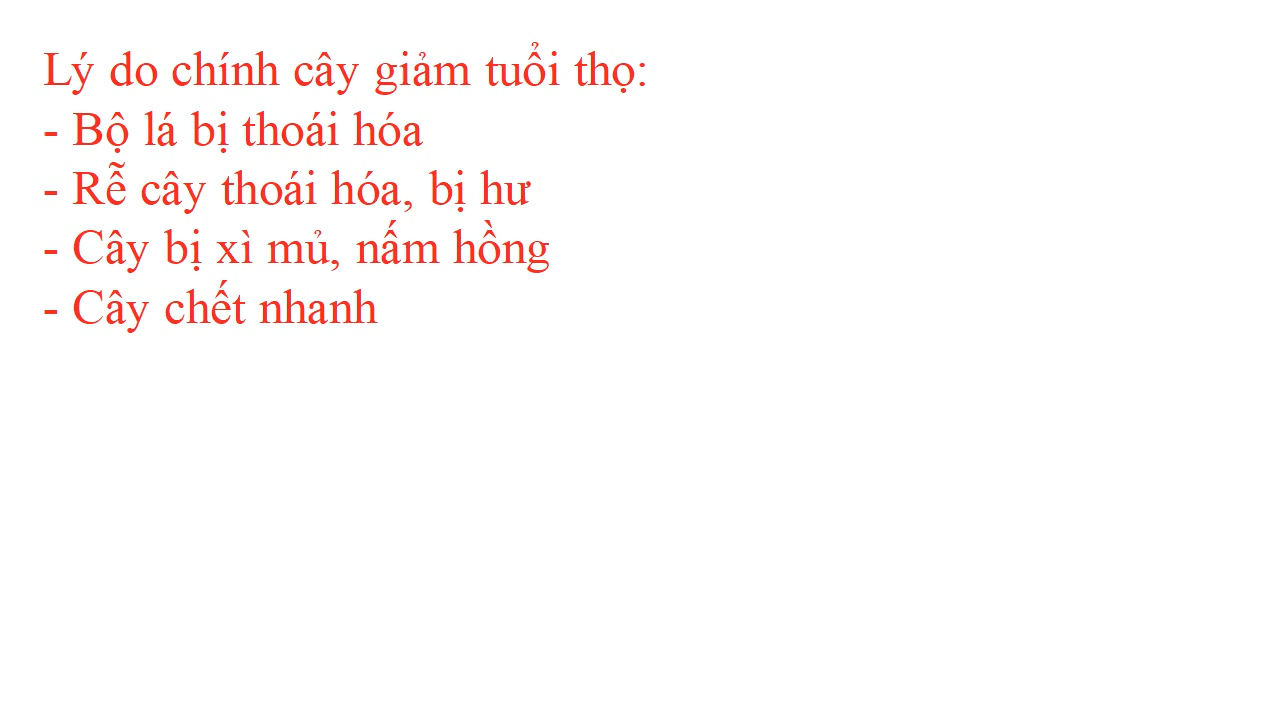 Lý do chính cây giảm tuổi thọ:
- Bộ lá bị thoái hóa
- Rễ cây thoái hóa, bị hư
- Cây bị xì mủ, nấm hồng
- Cây chết nhanh